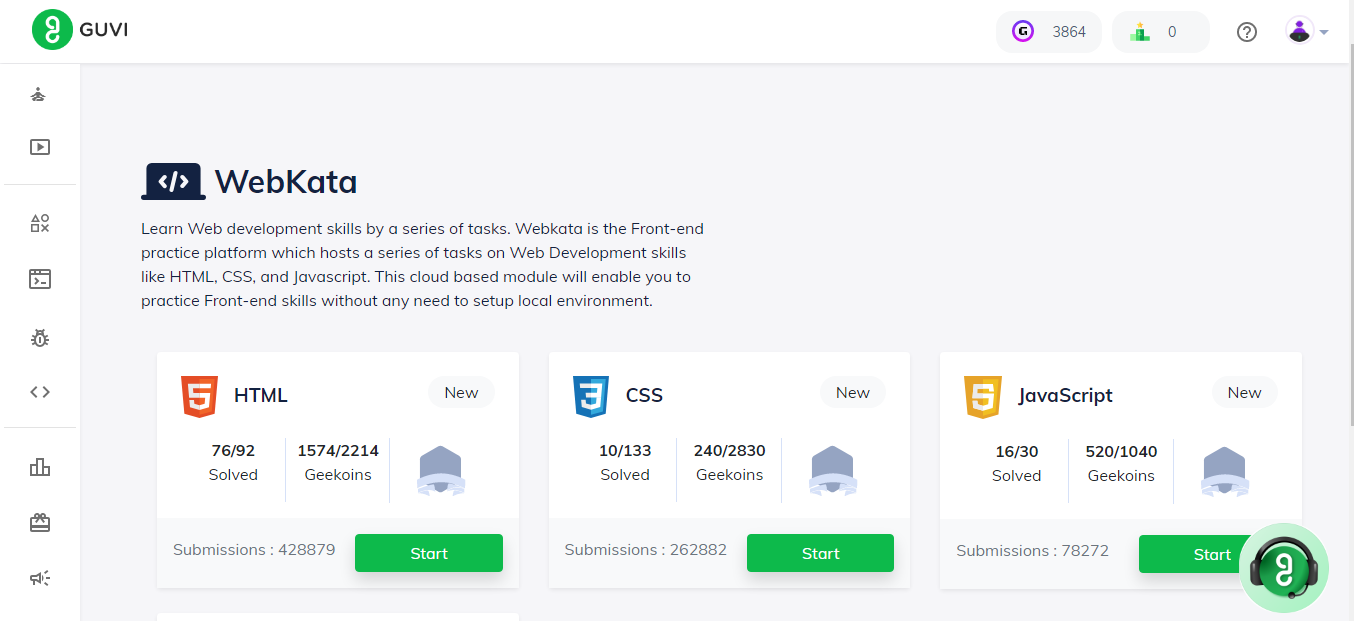 GUVI
G
3864
0
WebKata
Learn Web development skills by a series of tasks. Webkata is the Front-end
practice platform which hosts a series of tasks on Web Development skills
like HTML, CSS, and Javascript. This cloud based module will enable you to
practice Front-end skills without any need to setup local environment.
HTML
New
76/92
1574/2214
Solved
Geekoins
Submissions : 428879
Start
CSS
New
10/133
240/2830
Solved
Geekoins
Submissions : 262882
Start
JavaScript
New
16/30
520/1040
Solved
Geekoins
Submissions : 78272
Start